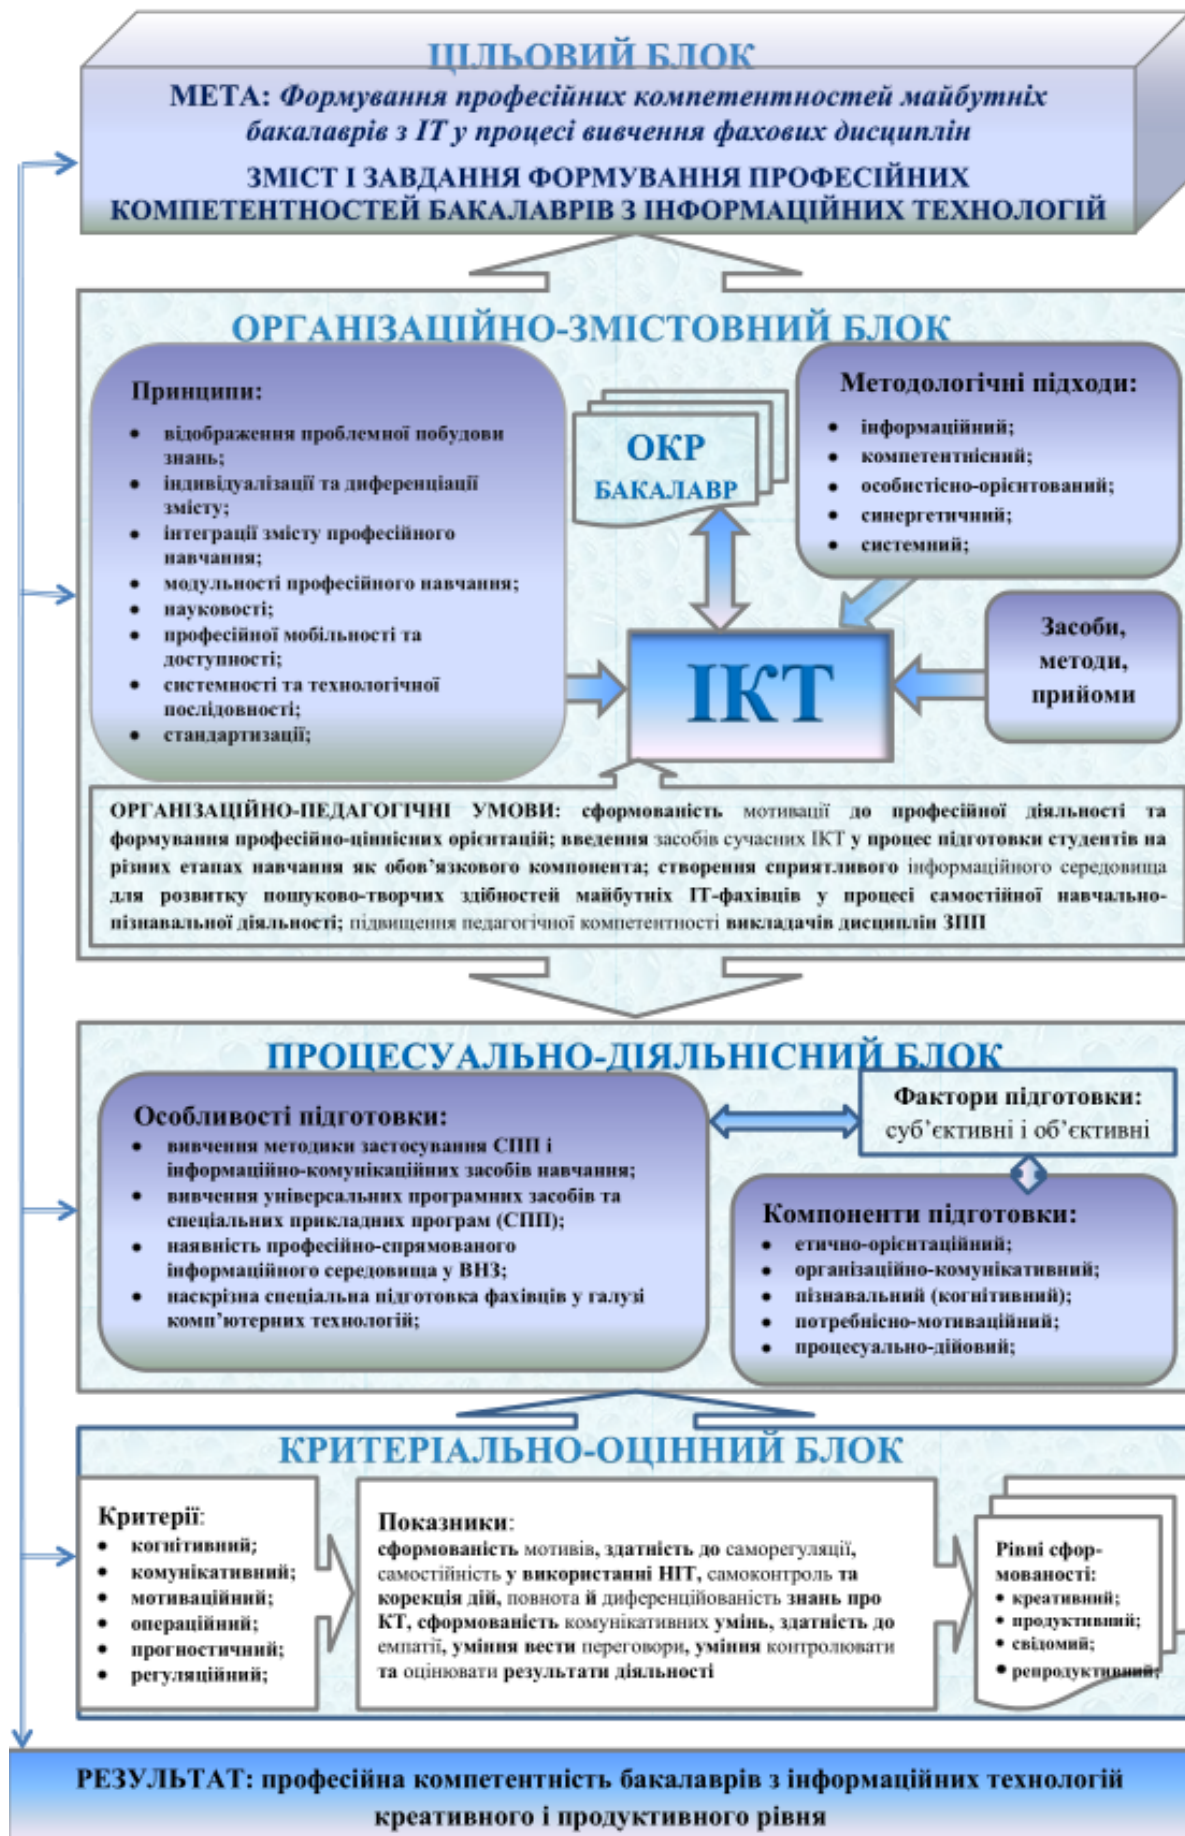 ЦІЛЬОВИЙ БЛОК
МЕТА: Формування професійних компетентностей майбутніх
бакалаврів з ІТ у процесі вивчення фахових дисциплін
ЗМІСТ І ЗАВДАННЯ ФОРМУВАННЯ ПРОФЕСІЙНИХ
КОМПЕТЕНТНОСТЕЙ БАКАЛАВРІВ З ІНФОРМАЦІЙНИХ ТЕХНОЛОГІЙ
ОРГАНІЗАЦІЙНО-ЗМІСТОВНИЙ БЛОК
Принципи:
• відображення проблемної побудови
знань;
• індивідуалізації та диференціації
змісту;
• інтеграції змісту професійного
навчання;
• модульності професійного навчання;
• науковості;
• професійної мобільності та
доступності;
• системності та технологічної
послідовності;
• стандартизації;
ОКР
БАКАЛАВР
Методологічні підходи:
• інформаційний;
• компетентнісний;
• особистісно-орієнтований;
• синергетичний;
• системний;
ІКТ
Засоби,
методи,
прийоми
ОРГАНІЗАЦІЙНО-ПЕДАГОГІЧНІ УМОВИ: сформованість мотивації до професійної діяльності та
формування професійно-ціннісних орієнтацій; введення засобів сучасних ІКТ у процес підготовки студентів на
різних етапах навчання як обов’язкового компонента; створення сприятливого інформаційного середовища
для розвитку пошуково-творчих здібностей майбутніх ІТ-фахівців у процесі самостійної навчально-
пізнавальної діяльності; підвищення педагогічної компетентності викладачів дисциплін ЗПП
ПРОЦЕСУАЛЬНО-ДІЯЛЬНІСНИЙ БЛОК
Особливості підготовки:
• вивчення методики застосування СПП і
інформаційно-комунікаційних засобів навчання;
• вивчення універсальних програмних засобів та
спеціальних прикладних програм (СПП);
• наявність професійно-спрямованого
інформаційного середовища у ВНЗ;
• наскрізна спеціальна підготовка фахівців у галузі
комп’ютерних технологій;
Фактори підготовки:
суб’єктивні і об’єктивні
Компоненти підготовки:
• етично-орієнтаційний;
• організаційно-комунікативний;
• пізнавальний (когнітивний);
• потребнісно-мотиваційний;
• процесуально-дійовий;
КРИТЕРІАЛЬНО-ОЦІННИЙ БЛОК
Критерії:
• когнітивний;
• комунікативний;
• мотиваційний;
• операційний;
• прогностичний;
• регуляційний;
Показники:
сформованість мотивів, здатність до саморегуляції,
самостійність у використанні НІТ, самоконтроль та
корекція дій, повнота й диференційованість знань про
КТ, сформованість комунікативних умінь, здатність до
емпатії, уміння вести переговори, уміння контролювати
та оцінювати результати діяльності
Рівні сфор-
мованості:
• креативний;
• продуктивний;
• свідомий;
• репродуктивний;
РЕЗУЛЬТАТ: професійна компетентність бакалаврів з інформаційних технологій
креативного і продуктивного рівня